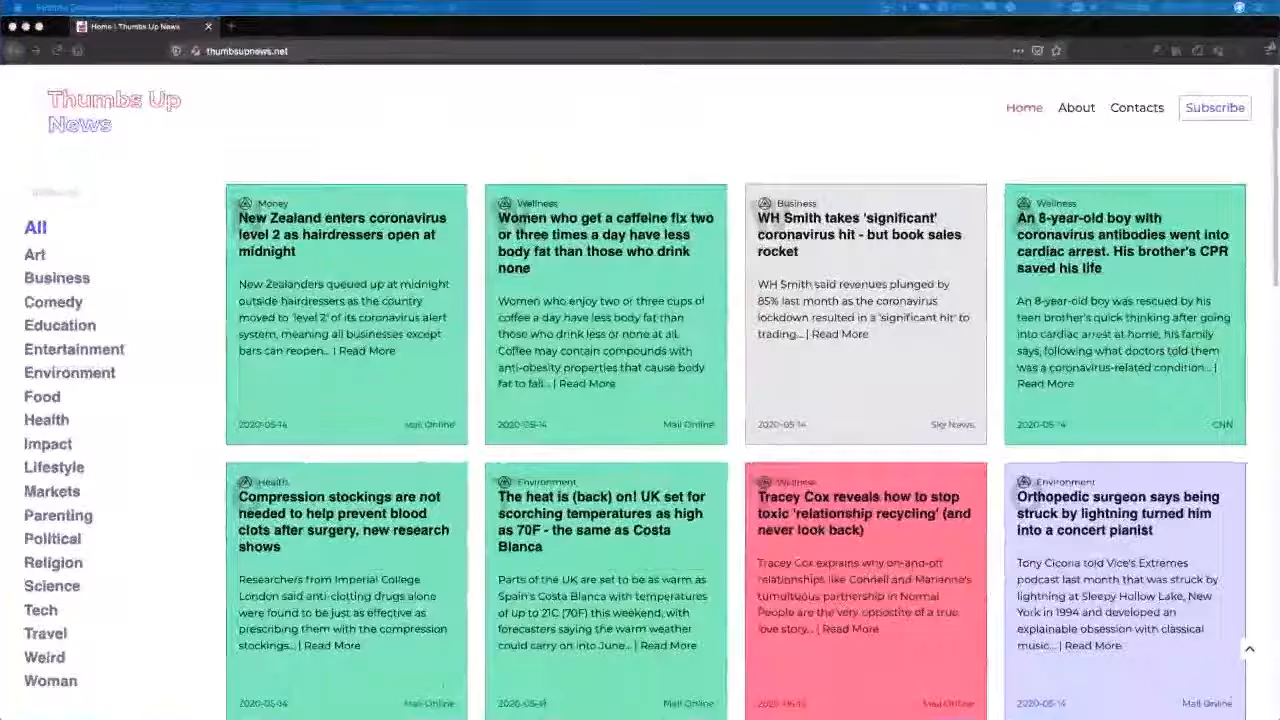 Home | Thumbs Up News
thumbsupnews.net
Thumbs Up
News
Home About Contacts Subscribe
All
Art
Business
Comedy
Education
Entertainment
Environment
Food
Health
Impact
Lifestyle
Markets
Parenting
Political
Religion
Science
Tech
Travel
Weird
Woman
Money
New Zealand enters coronavirus
level 2 as hairdressers open at
midnight
New Zealanders queued up at midnight
outside hairdressers as the country
moved to 'level 2' of its coronavirus alert
system, meaning all businesses except
bars can reopen... | Read More
2020-05-14 Mail Online
Wellness
Women who get a caffeine fix two
or three times a day have less
body fat than those who drink
none
Women who enjoy two or three cups of
coffee a day have less body fat than
those who drink less or none at all.
Coffee may contain compounds with
anti-obesity properties that cause body
fat to fall... | Read More
2020-05-14 Mail Online
Business
WH Smith takes 'significant'
coronavirus hit - but book sales
rocket
WH Smith said revenues plunged by
85% last month as the coronavirus
lockdown resulted in a 'significant hit' to
trading... | Read More
2020-05-14 Sky News
Wellness
An 8-year-old boy with
coronavirus antibodies went into
cardiac arrest. His brother's CPR
saved his life
An 8-year-old boy was rescued by his
teen brother's quick thinking after going
into cardiac arrest at home, his family
says, following what doctors told them
was a coronavirus-related condition... |
Read More
2020-05-14 CNN
Health
Compression stockings are not
needed to help prevent blood
clots after surgery, new research
shows
Researchers from Imperial College
London said anti-clotting drugs alone
were found to be just as effective as
prescribing them with the compression
stockings... | Read More
2020-05-14 Mail Online
Environment
The heat is (back) on! UK set for
scorching temperatures as high
as 70F - the same as Costa
Blanca
Parts of the UK are set to be as warm as
Spain's Costa Blanca with temperatures
of up to 21C (70F) this weekend, with
forecasters saying the warm weather
could carry on into June... | Read More
Mail Online
Wellness
Tracey Cox reveals how to stop
toxic 'relationship recycling' (and
never look back)
Tracey Cox explains why on-and-off
relationships like Connell and Marianne's
tumultuous partnership in Normal
People are the very opposite of a true
love story... | Read More
Mail Online
Environment
Orthopedic surgeon says being
struck by lightning turned him
into a concert pianist
Tony Cicoria told Vice's Extremes
podcast last month that was struck by
lightning at Sleepy Hollow Lake, New
York in 1994 and developed an
explainable obsession with classical
music... | Read More
2020-05-14 Mail Online